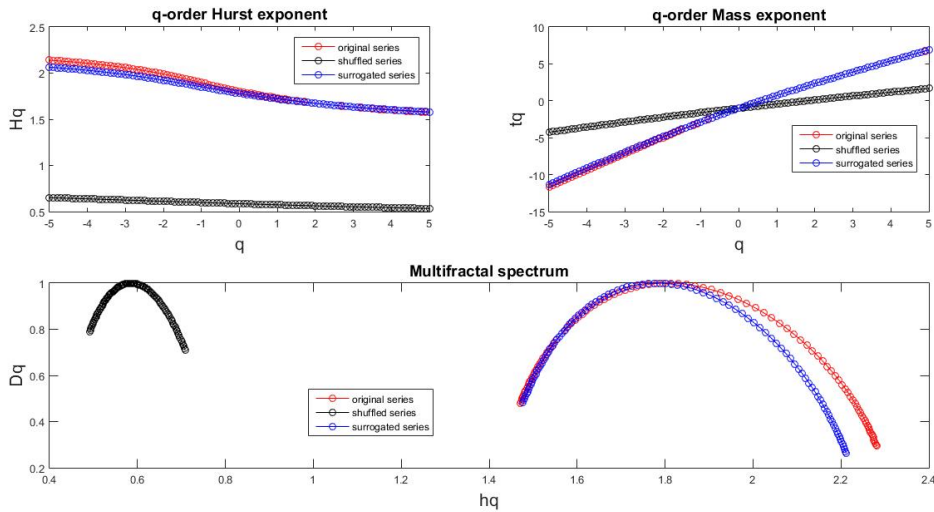 q-order Hurst exponent
2.5
2
1.5
1
0.5
Hq
-5 -4 -3 -2 -1 0 1 2 3 4 5
q
original series
shuffled series
surrogated series
q-order Mass exponent
10
5
0
-5
-10
-15
tq
-5 -4 -3 -2 -1 0 1 2 3 4 5
q
original series
shuffled series
surrogated series
Multifractal spectrum
1
0.8
0.6
0.4
0.2
Dq
0.4 0.6 0.8 1 1.2 1.4 1.6 1.8 2 2.2 2.4
hq
original series
shuffled series
surrogated series